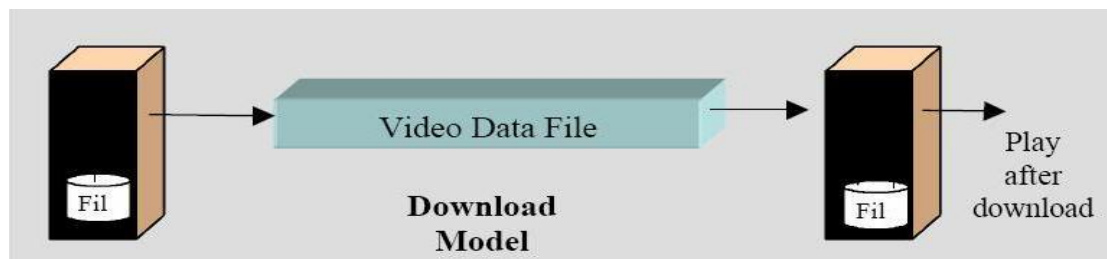 Video Data File
Fil
Download
Model
Fil
Play
after
download